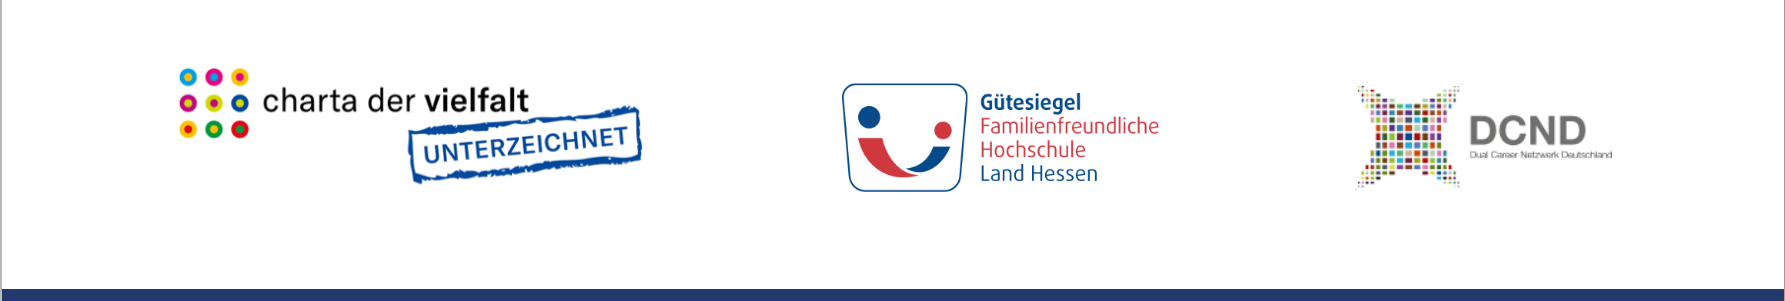 charta der vielfalt
UNTERZEICHNET
Gütesiegel
Familienfreundliche
Hochschule
Land Hessen
DCND
Dual Career Netzwerk Deutschland